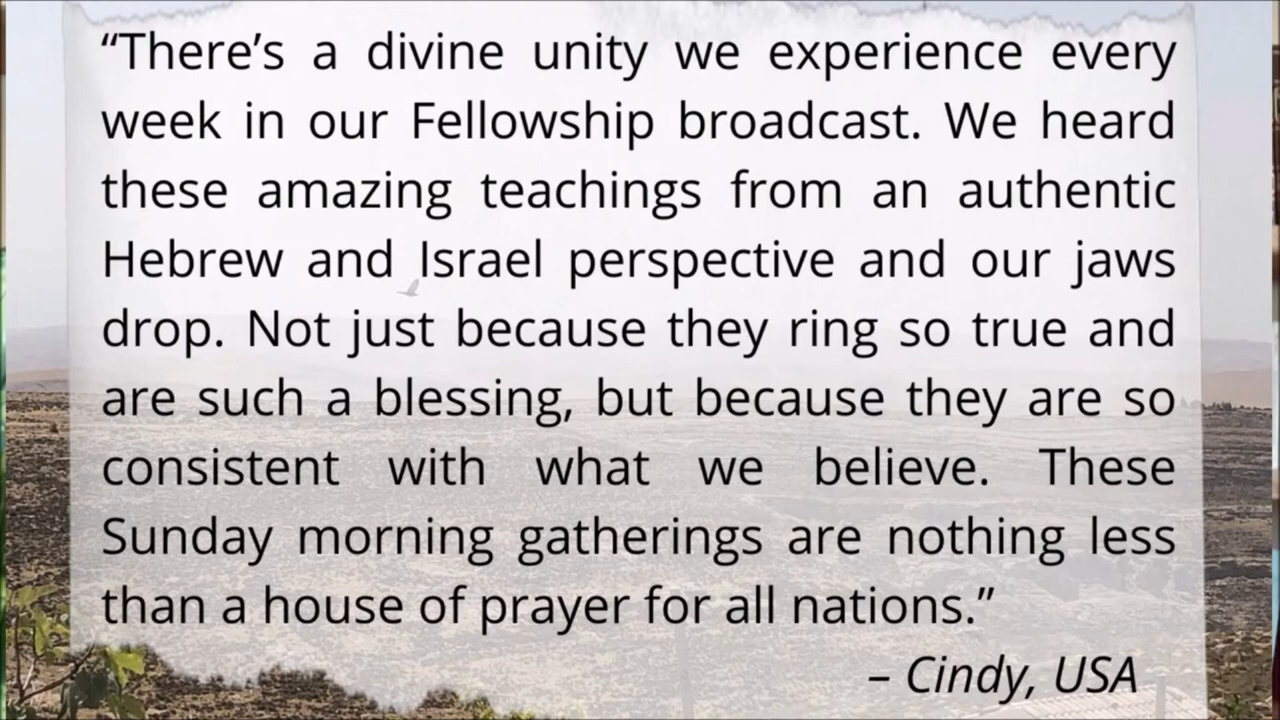 “There’s a divine unity we experience every
week in our Fellowship broadcast. We heard
these amazing teachings from an authentic
Hebrew and Israel perspective and our jaws
drop. Not just because they ring so true and
are such a blessing, but because they are so
consistent with what we believe. These
Sunday morning gatherings are nothing less
than a house of prayer for all nations.”
– Cindy, USA